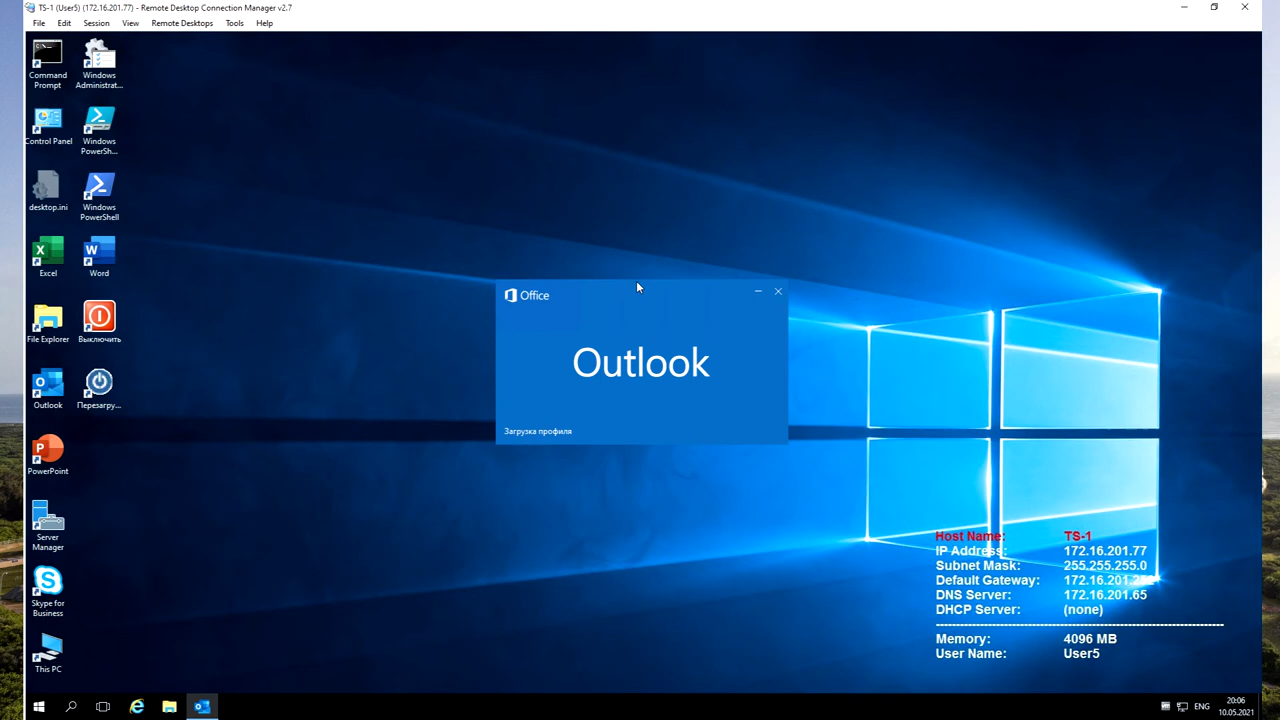 TS-1 (User5) (172.16.201.77) - Remote Desktop Connection Manager v2.7
File Edit Session View Remote Desktops Tools Help
Command Prompt
Windows Administrat...
Control Panel
Windows PowerSh...
desktop.ini
Windows PowerShell
Excel
Word
File Explorer
Выключить
Outlook
Перезагру...
PowerPoint
Server Manager
Skype for Business
This PC
Office
Outlook
Загрузка профиля
Host Name: TS-1
IP Address: 172.16.201.77
Subnet Mask: 255.255.255.0
Default Gateway: 
DNS Server: 172.16.201.65
DHCP Server: (none)
Memory: 4096 MB
User Name: User5
ENG
20:06
10.05.2021